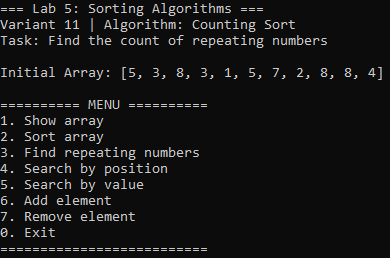 === Lab 5: Sorting Algorithms ===
Variant 11 | Algorithm: Counting Sort
Task: Find the count of repeating numbers
Initial Array: [5, 3, 8, 3, 1, 5, 7, 2, 8, 8, 4]
========== MENU ==========
1. Show array
2. Sort array
3. Find repeating numbers
4. Search by position
5. Search by value
6. Add element
7. Remove element
0. Exit
==========================